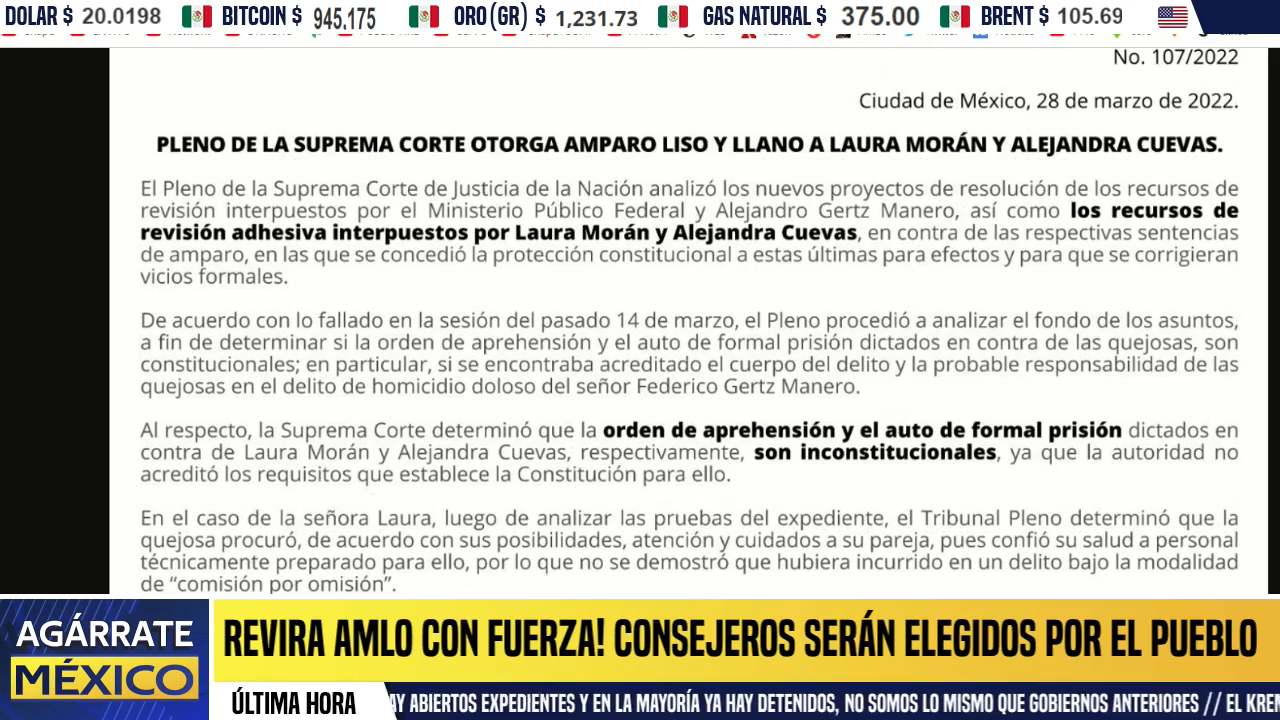 DOLAR $ 20.0198 BITCOIN $ 945,175 ORO (GR) $ 1,231.73 GAS NATURAL $ 375.00 BRENT $ 105.69
No. 107/2022
Ciudad de México, 28 de marzo de 2022.
PLENO DE LA SUPREMA CORTE OTORGA AMPARO LISO Y LLANO A LAURA MORÁN Y ALEJANDRA CUEVAS.
El Pleno de la Suprema Corte de Justicia de la Nación analizó los nuevos proyectos de resolución de los recursos de
revisión interpuestos por el Ministerio Público Federal y Alejandro Gertz Manero, así como los recursos de
revisión adhesiva interpuestos por Laura Morán y Alejandra Cuevas, en contra de las respectivas sentencias
de amparo, en las que se concedió la protección constitucional a estas últimas para efectos y para que se corrigieran
vicios formales.
De acuerdo con lo fallado en la sesión del pasado 14 de marzo, el Pleno procedió a analizar el fondo de los asuntos,
a fin de determinar si la orden de aprehensión y el auto de formal prisión dictados en contra de las quejosas, son
constitucionales; en particular, si se encontraba acreditado el cuerpo del delito y la probable responsabilidad de las
quejosas en el delito de homicidio doloso del señor Federico Gertz Manero.
Al respecto, la Suprema Corte determinó que la orden de aprehensión y el auto de formal prisión dictados en
contra de Laura Morán y Alejandra Cuevas, respectivamente, son inconstitucionales, ya que la autoridad no
acreditó los requisitos que establece la Constitución para ello.
En el caso de la señora Laura, luego de analizar las pruebas del expediente, el Tribunal Pleno determinó que la
quejosa procuró, de acuerdo con sus posibilidades, atención y cuidados a su pareja, pues confió su salud a personal
técnicamente preparado para ello, por lo que no se demostró que hubiera incurrido en un delito bajo la modalidad
de “comisión por omisión”.
AGÁRRATE
MÉXICO
REVIRA AMLO CON FUERZA! CONSEJEROS SERÁN ELEGIDOS POR EL PUEBLO
ÚLTIMA HORA
AY ABIERTOS EXPEDIENTES Y EN LA MAYORÍA YA HAY DETENIDOS, NO SOMOS LO MISMO QUE GOBIERNOS ANTERIORES // EL KREM